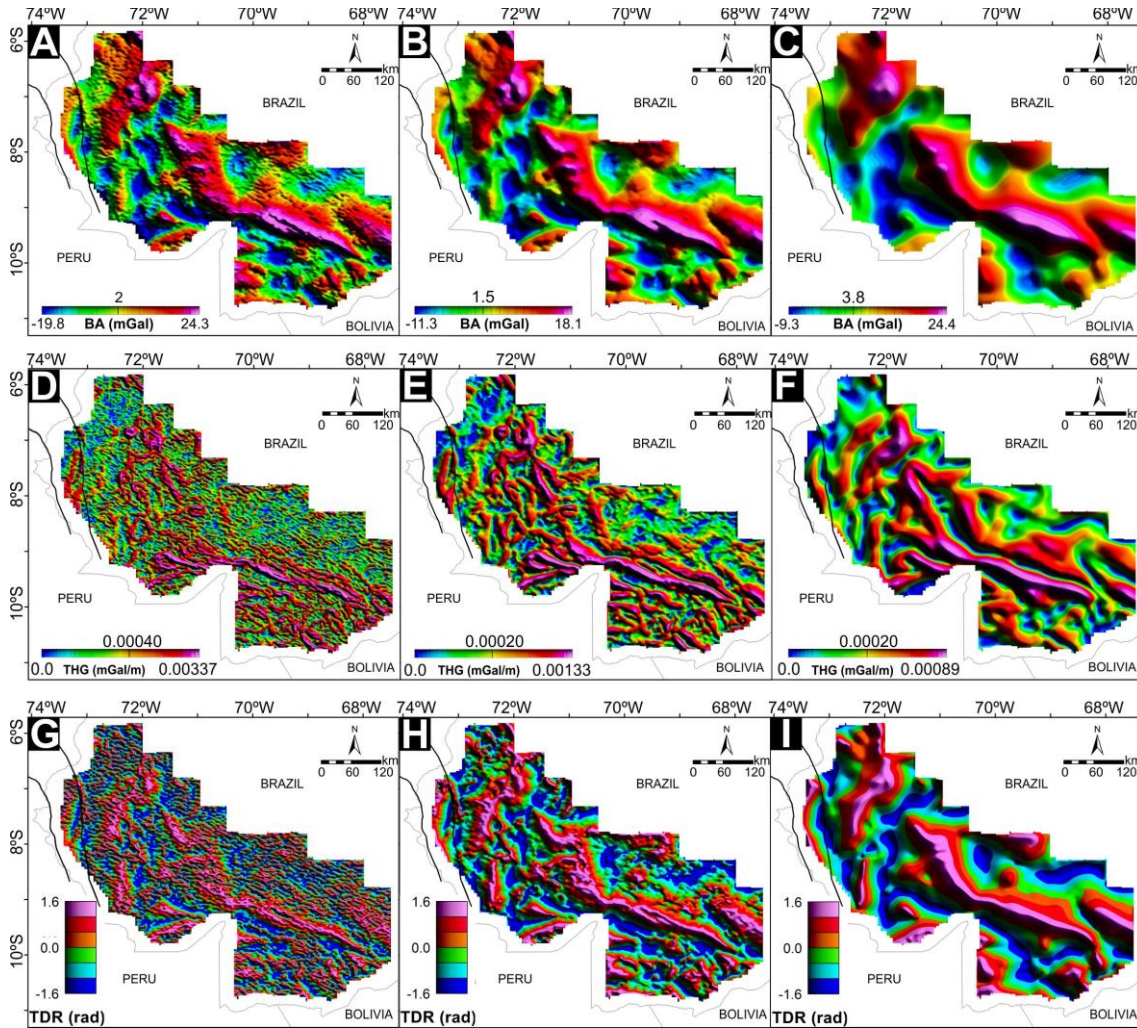 74ºW 72ºW 70ºW 68ºW 74ºW 72ºW 70ºW 68ºW 74ºW 72ºW 70ºW 68ºW
A B C
6ºS
N N N
km km km
0 60 120 0 60 120 0 60 120
BRAZIL BRAZIL BRAZIL
8ºS
PERU PERU PERU
10ºS
2 1.5 3.8
-19.8 BA (mGal) 24.3 -11.3 BA (mGal) 18.1 -9.3 BA (mGal) 24.4
BOLIVIA BOLIVIA BOLIVIA
74ºW 72ºW 70ºW 68ºW 74ºW 72ºW 70ºW 68ºW 74ºW 72ºW 70ºW 68ºW
D E F
6ºS
N N N
km km km
0 60 120 0 60 120 0 60 120
BRAZIL BRAZIL BRAZIL
8ºS
PERU PERU PERU
10ºS
0.00040 0.00020 0.00020
0.0 THG (mGal/m) 0.00337 0.0 THG (mGal/m) 0.00133 0.0 THG (mGal/m) 0.00089
BOLIVIA BOLIVIA BOLIVIA
74ºW 72ºW 70ºW 68ºW 74ºW 72ºW 70ºW 68ºW 74ºW 72ºW 70ºW 68ºW
G H I
6ºS
N N N
km km km
0 60 120 0 60 120 0 60 120
BRAZIL BRAZIL BRAZIL
8ºS
1.6 1.6 1.6
0.0 0.0 0.0
10ºS
PERU PERU PERU
-1.6 -1.6 -1.6
TDR (rad) TDR (rad) TDR (rad)
BOLIVIA BOLIVIA BOLIVIA